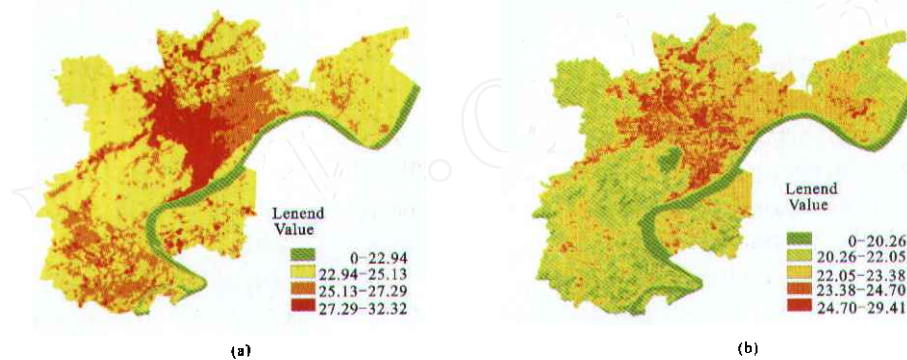 Lenend
Value
0-22.94
22.94-25.13
25.13-27.29
27.29-32.32
(a)
Lenend
Value
0-20.26
20.26-22.05
22.05-23.38
23.38-24.70
24.70-29.41
(b)